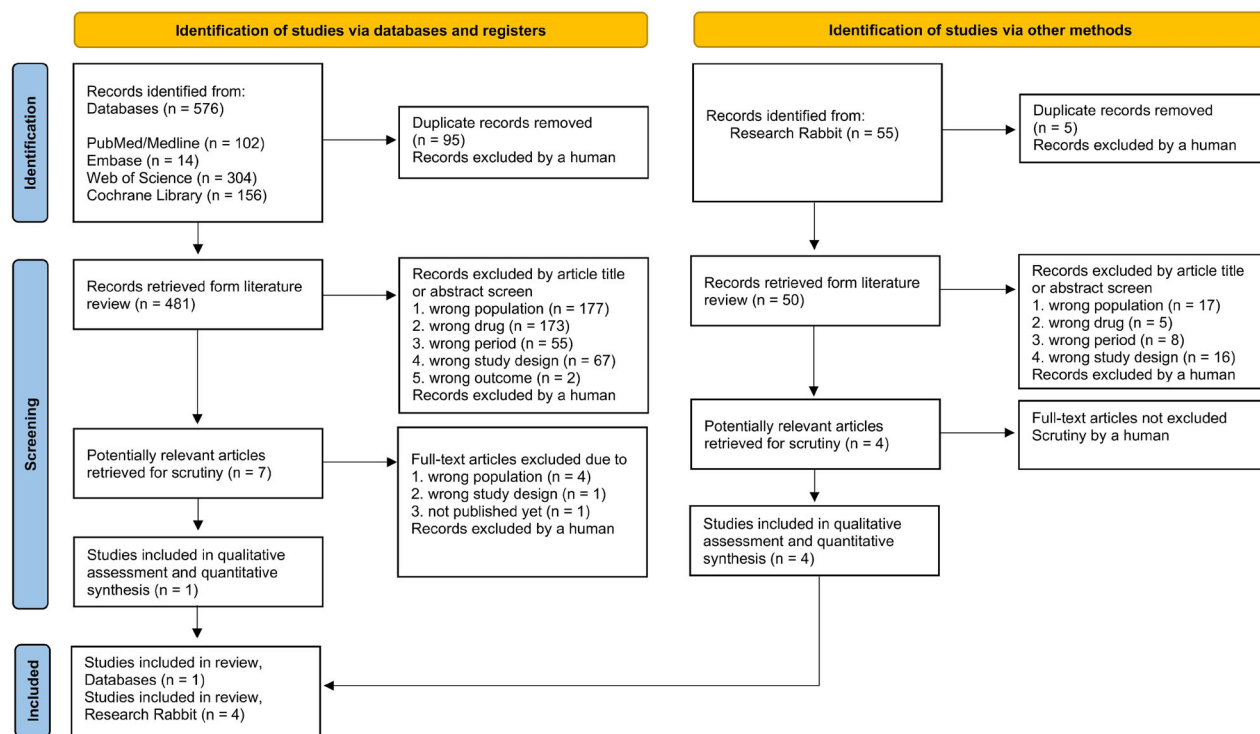 Identification of studies via databases and registers
Identification of studies via other methods
Identification
Records identified from:
Databases (n = 576)
PubMed/Medline (n = 102)
Embase (n = 14)
Web of Science (n = 304)
Cochrane Library (n = 156)
Duplicate records removed
(n = 95)
Records excluded by a human
Records identified from:
Research Rabbit (n = 55)
Duplicate records removed
(n = 5)
Records excluded by a human
Screening
Records retrieved form literature
review (n = 481)
Records excluded by article title
or abstract screen
1. wrong population (n = 177)
2. wrong drug (n = 173)
3. wrong period (n = 55)
4. wrong study design (n = 67)
5. wrong outcome (n = 2)
Records excluded by a human
Records retrieved form literature
review (n = 50)
Records excluded by article title
or abstract screen
1. wrong population (n = 17)
2. wrong drug (n = 5)
3. wrong period (n = 8)
4. wrong study design (n = 16)
Records excluded by a human
Potentially relevant articles
retrieved for scrutiny (n = 7)
Full-text articles excluded due to
1. wrong population (n = 4)
2. wrong study design (n = 1)
3. not published yet (n = 1)
Records excluded by a human
Potentially relevant articles
retrieved for scrutiny (n = 4)
Full-text articles not excluded
Scrutiny by a human
Studies included in qualitative
assessment and quantitative
synthesis (n = 1)
Studies included in qualitative
assessment and quantitative
synthesis (n = 4)
Included
Studies included in review,
Databases (n = 1)
Studies included in review,
Research Rabbit (n = 4)